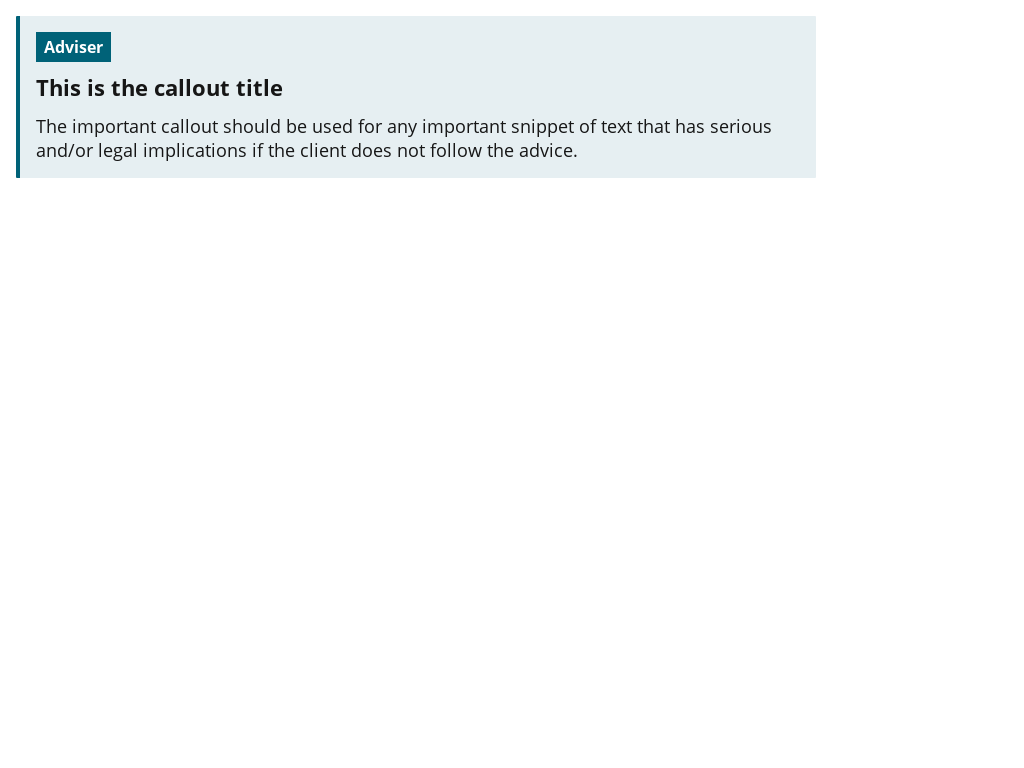 Adviser
This is the callout title
The important callout should be used for any important snippet of text that has serious
and/or legal implications if the client does not follow the advice.